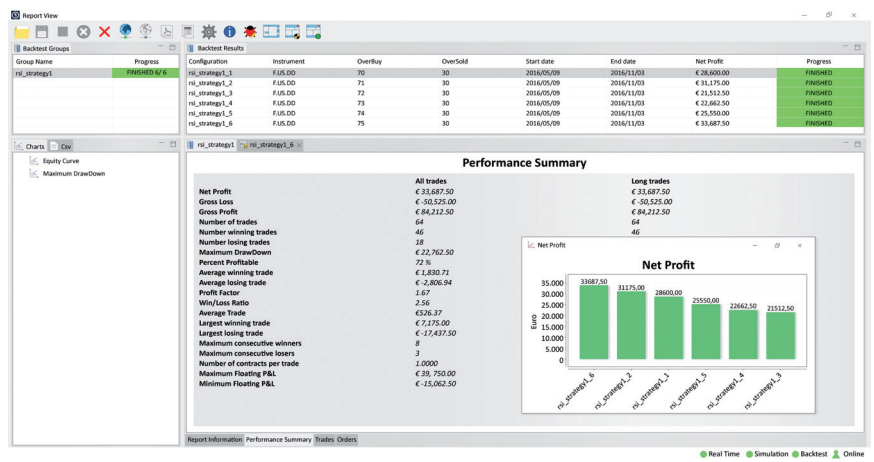 Report View
Backtest Groups
Group Name Progress
rsi_strategy1 FINISHED 6/ 6
Backtest Results
Configuration Instrument OverBuy OverSold Start date End date Net Profit Progress
rsi_strategy1_1 F.US.DD 70 30 2016/05/09 2016/11/03 € 28,600.00 FINISHED
rsi_strategy1_2 F.US.DD 71 30 2016/05/09 2016/11/03 € 31,175.00 FINISHED
rsi_strategy1_3 F.US.DD 72 30 2016/05/09 2016/11/03 € 21,512.50 FINISHED
rsi_strategy1_4 F.US.DD 73 30 2016/05/09 2016/11/03 € 22,662.50 FINISHED
rsi_strategy1_5 F.US.DD 74 30 2016/05/09 2016/11/03 € 25,550.00 FINISHED
rsi_strategy1_6 F.US.DD 75 30 2016/05/09 2016/11/03 € 33,687.50 FINISHED
Charts Csv
Equity Curve
Maximum DrawDown
rsi_strategy1 rsi_strategy1_6
Performance Summary
All trades Long trades
Net Profit € 33,687.50 € 33,687.50
Gross Loss € -50,525.00 € -50,525.00
Gross Profit € 84,212.50 € 84,212.50
Number of trades 64 64
Number winning trades 46 46
Number losing trades 18
Maximum DrawDown € 22,762.50
Percent Profitable 72 %
Average winning trade € 1,830.71
Average losing trade € -2,806.94
Profit Factor 1.67
Win/Loss Ratio 2.56
Average Trade €526.37
Largest winning trade € 7,175.00
Largest losing trade € -17,437.50
Maximum consecutive winners 8
Maximum consecutive losers 3
Number of contracts per trade 1.0000
Maximum Floating P&L € 39, 750.00
Minimum Floating P&L € -15,062.50
Net Profit
Net Profit
Euro
35.000
30.000
25.000
20.000
15.000
10.000
5.000
0
33687,50 31175,00 28600,00 25550,00 22662,50 21512,50
rsi_strategy1_6 rsi_strategy1_2 rsi_strategy1_1 rsi_strategy1_5 rsi_strategy1_4 rsi_strategy1_3
Report Information Performance Summary Trades Orders
Real Time Simulation Backtest Online